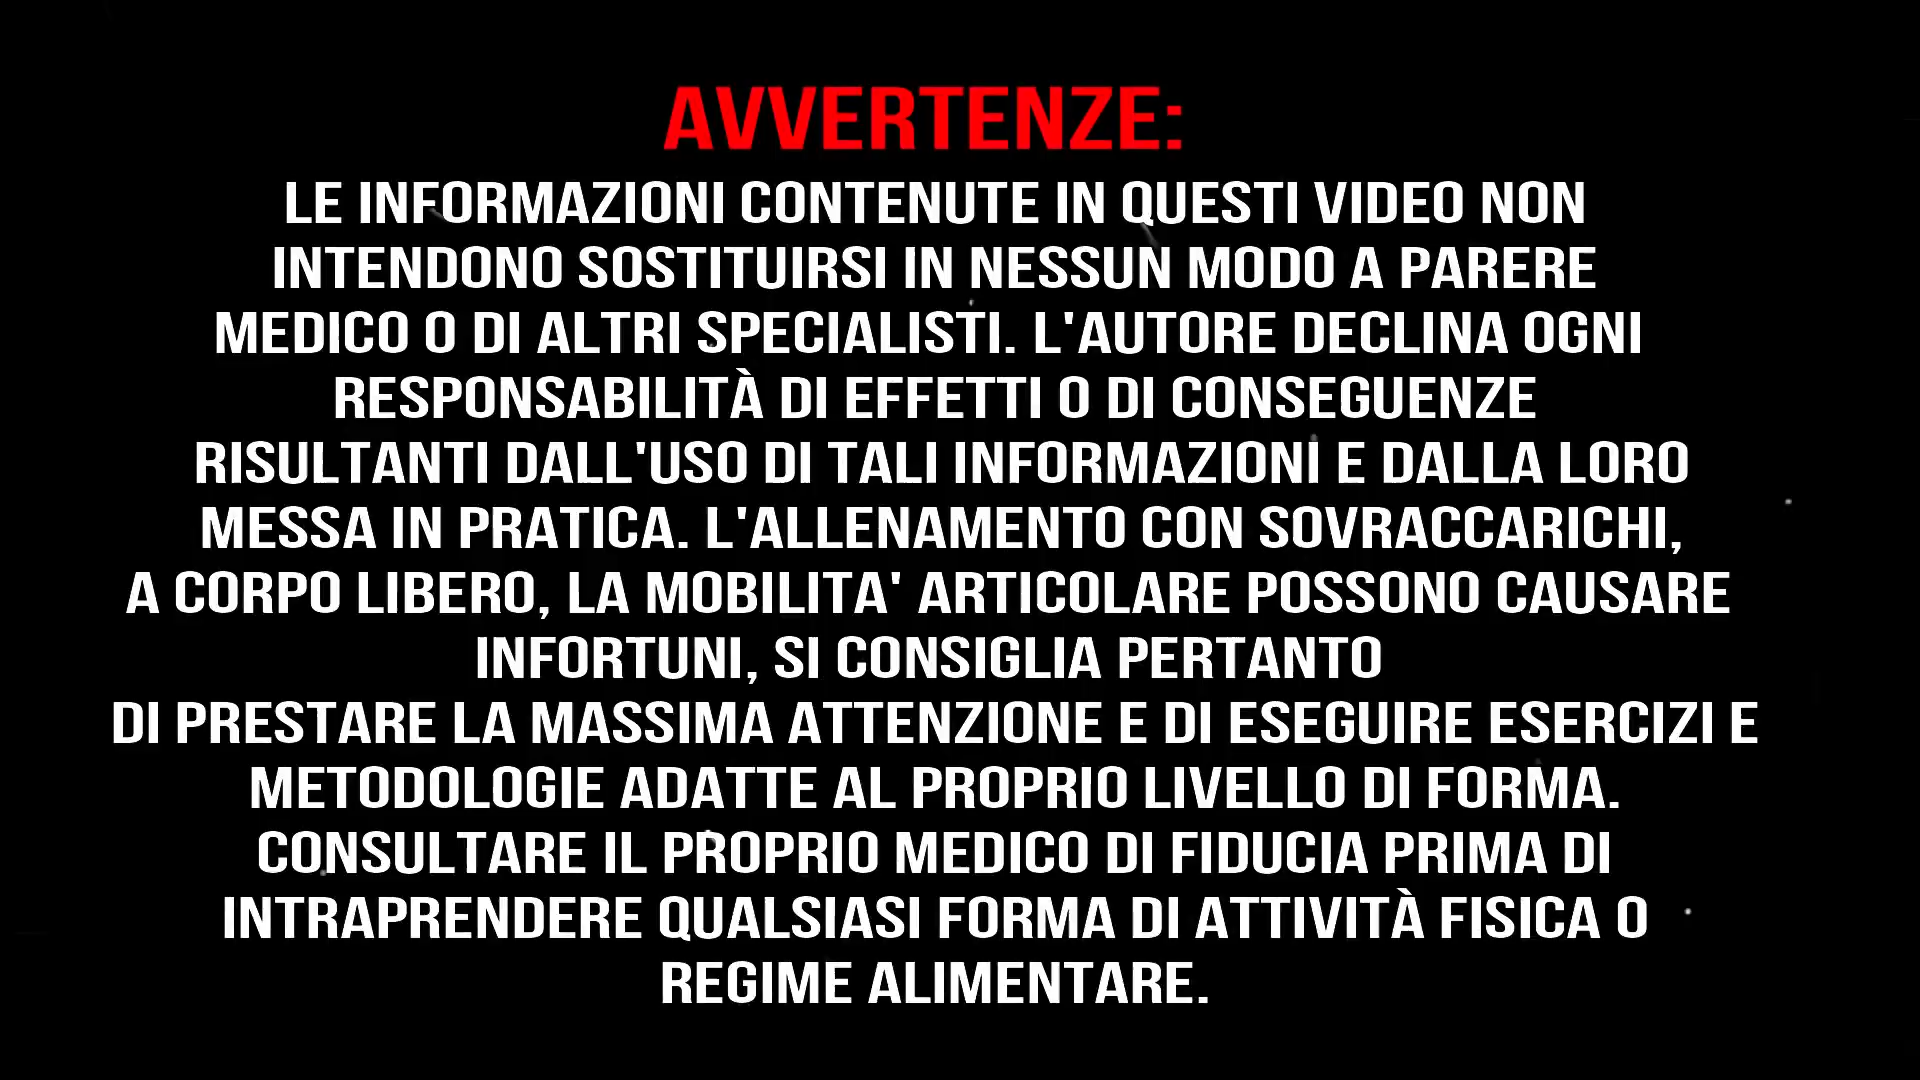 AVVERTENZE:
LE INFORMAZIONI CONTENUTE IN QUESTI VIDEO NON
INTENDONO SOSTITUIRSI IN NESSUN MODO A PARERE
MEDICO O DI ALTRI SPECIALISTI. L'AUTORE DECLINA OGNI
RESPONSABILITÀ DI EFFETTI O DI CONSEGUENZE
RISULTANTI DALL'USO DI TALI INFORMAZIONI E DALLA LORO
MESSA IN PRATICA. L'ALLENAMENTO CON SOVRACCARICHI,
A CORPO LIBERO, LA MOBILITA' ARTICOLARE POSSONO CAUSARE
INFORTUNI, SI CONSIGLIA PERTANTO
DI PRESTARE LA MASSIMA ATTENZIONE E DI ESEGUIRE ESERCIZI E
METODOLOGIE ADATTE AL PROPRIO LIVELLO DI FORMA.
CONSULTARE IL PROPRIO MEDICO DI FIDUCIA PRIMA DI
INTRAPRENDERE QUALSIASI FORMA DI ATTIVITÀ FISICA O
REGIME ALIMENTARE.